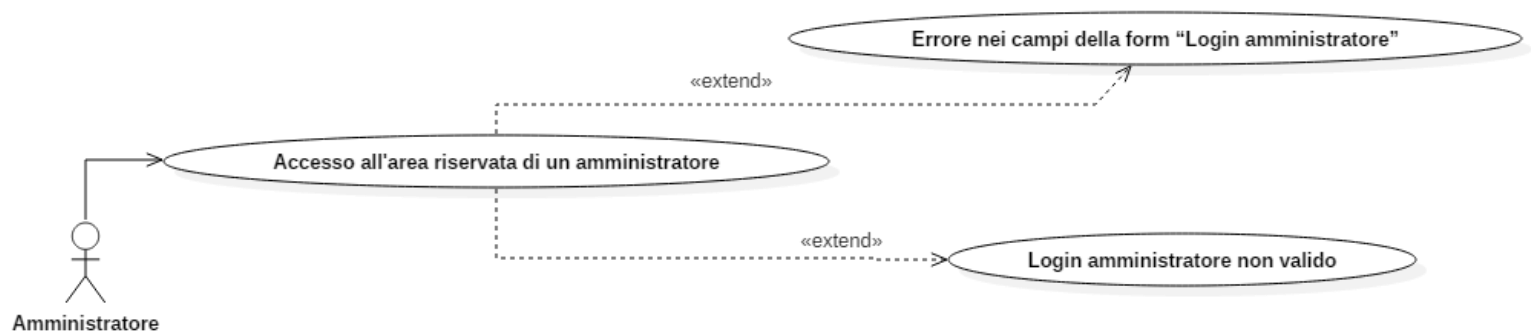 Errore nei campi della form “Login amministratore”
«extend»
Accesso all'area riservata di un amministratore
«extend»
Login amministratore non valido
Amministratore